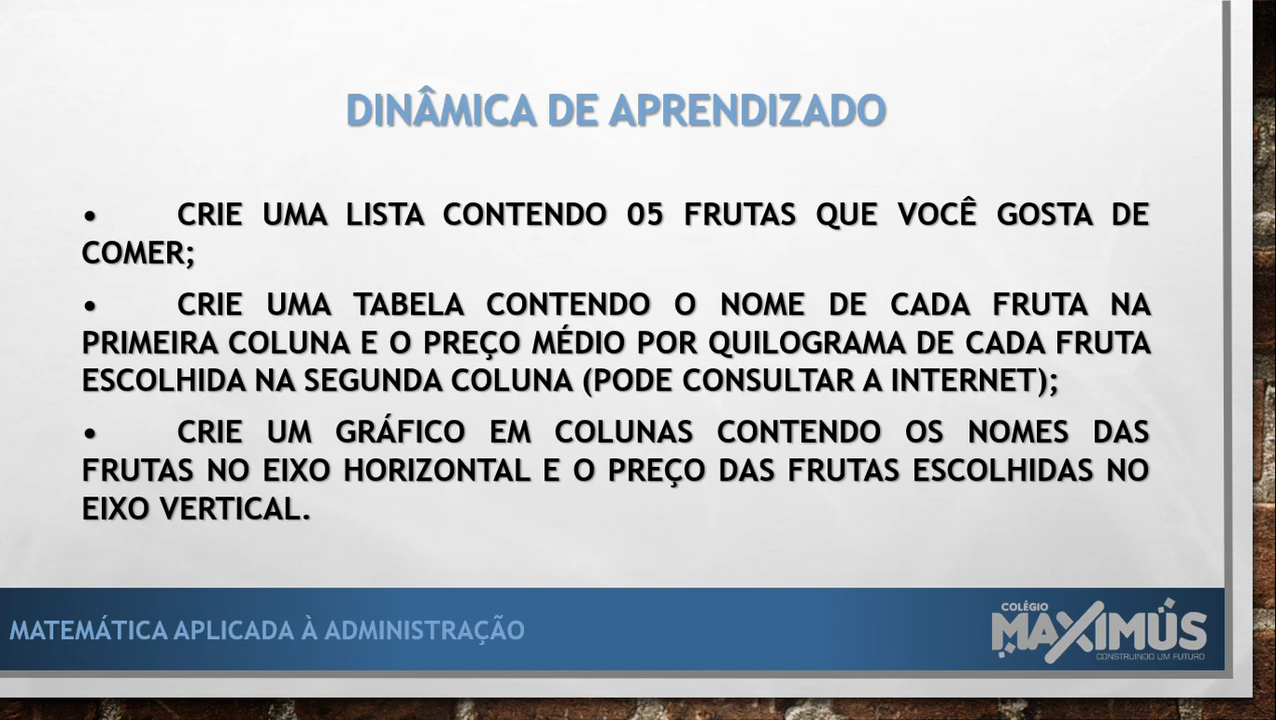 DINÂMICA DE APRENDIZADO
• CRIE UMA LISTA CONTENDO 05 FRUTAS QUE VOCÊ GOSTA DE
COMER;
• CRIE UMA TABELA CONTENDO O NOME DE CADA FRUTA NA
PRIMEIRA COLUNA E O PREÇO MÉDIO POR QUILOGRAMA DE CADA FRUTA
ESCOLHIDA NA SEGUNDA COLUNA (PODE CONSULTAR A INTERNET);
• CRIE UM GRÁFICO EM COLUNAS CONTENDO OS NOMES DAS
FRUTAS NO EIXO HORIZONTAL E O PREÇO DAS FRUTAS ESCOLHIDAS NO
EIXO VERTICAL.
MATEMÁTICA APLICADA À ADMINISTRAÇÃO
COLÉGIO
MAXIMÚS
CONSTRUINDO UM FUTURO